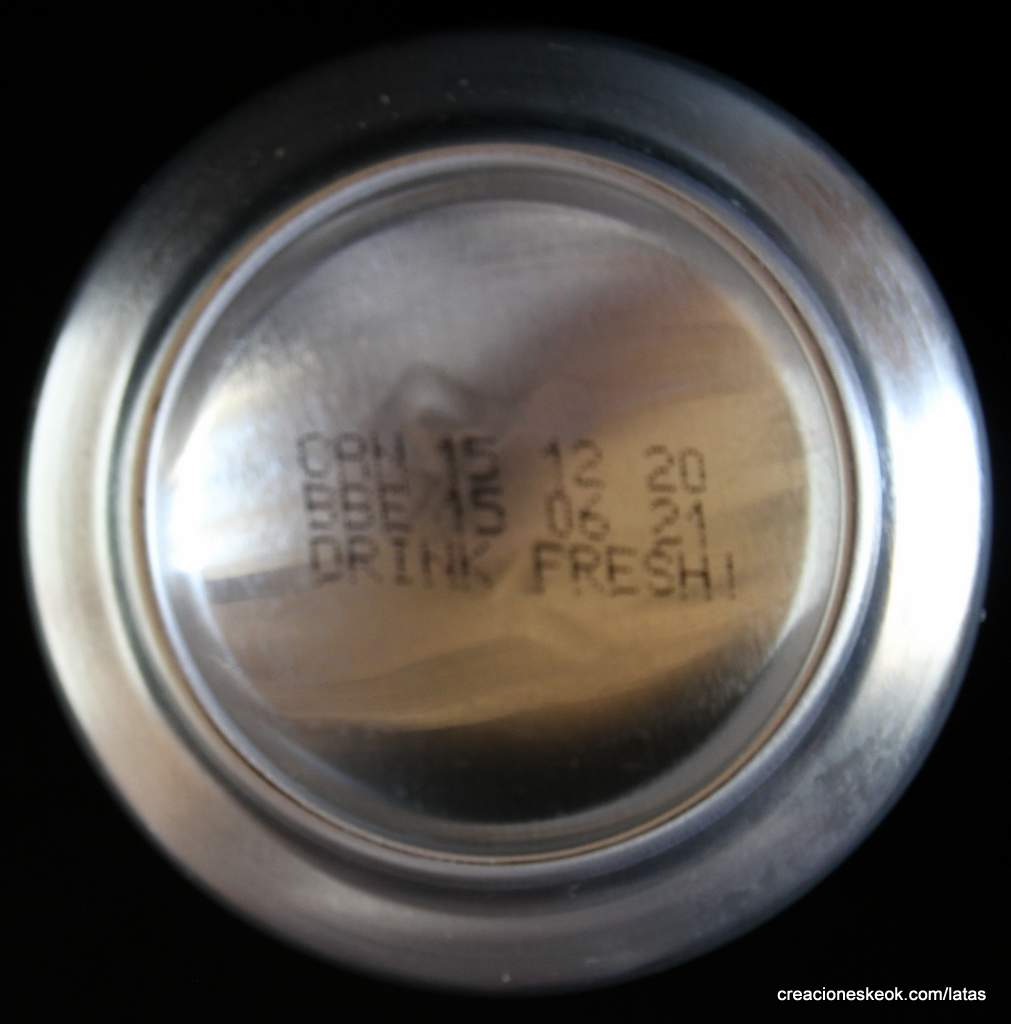 CAN 15 12 20
BBE 15 06 21
DRINK FRESH!
creacioneskeok.com/latas